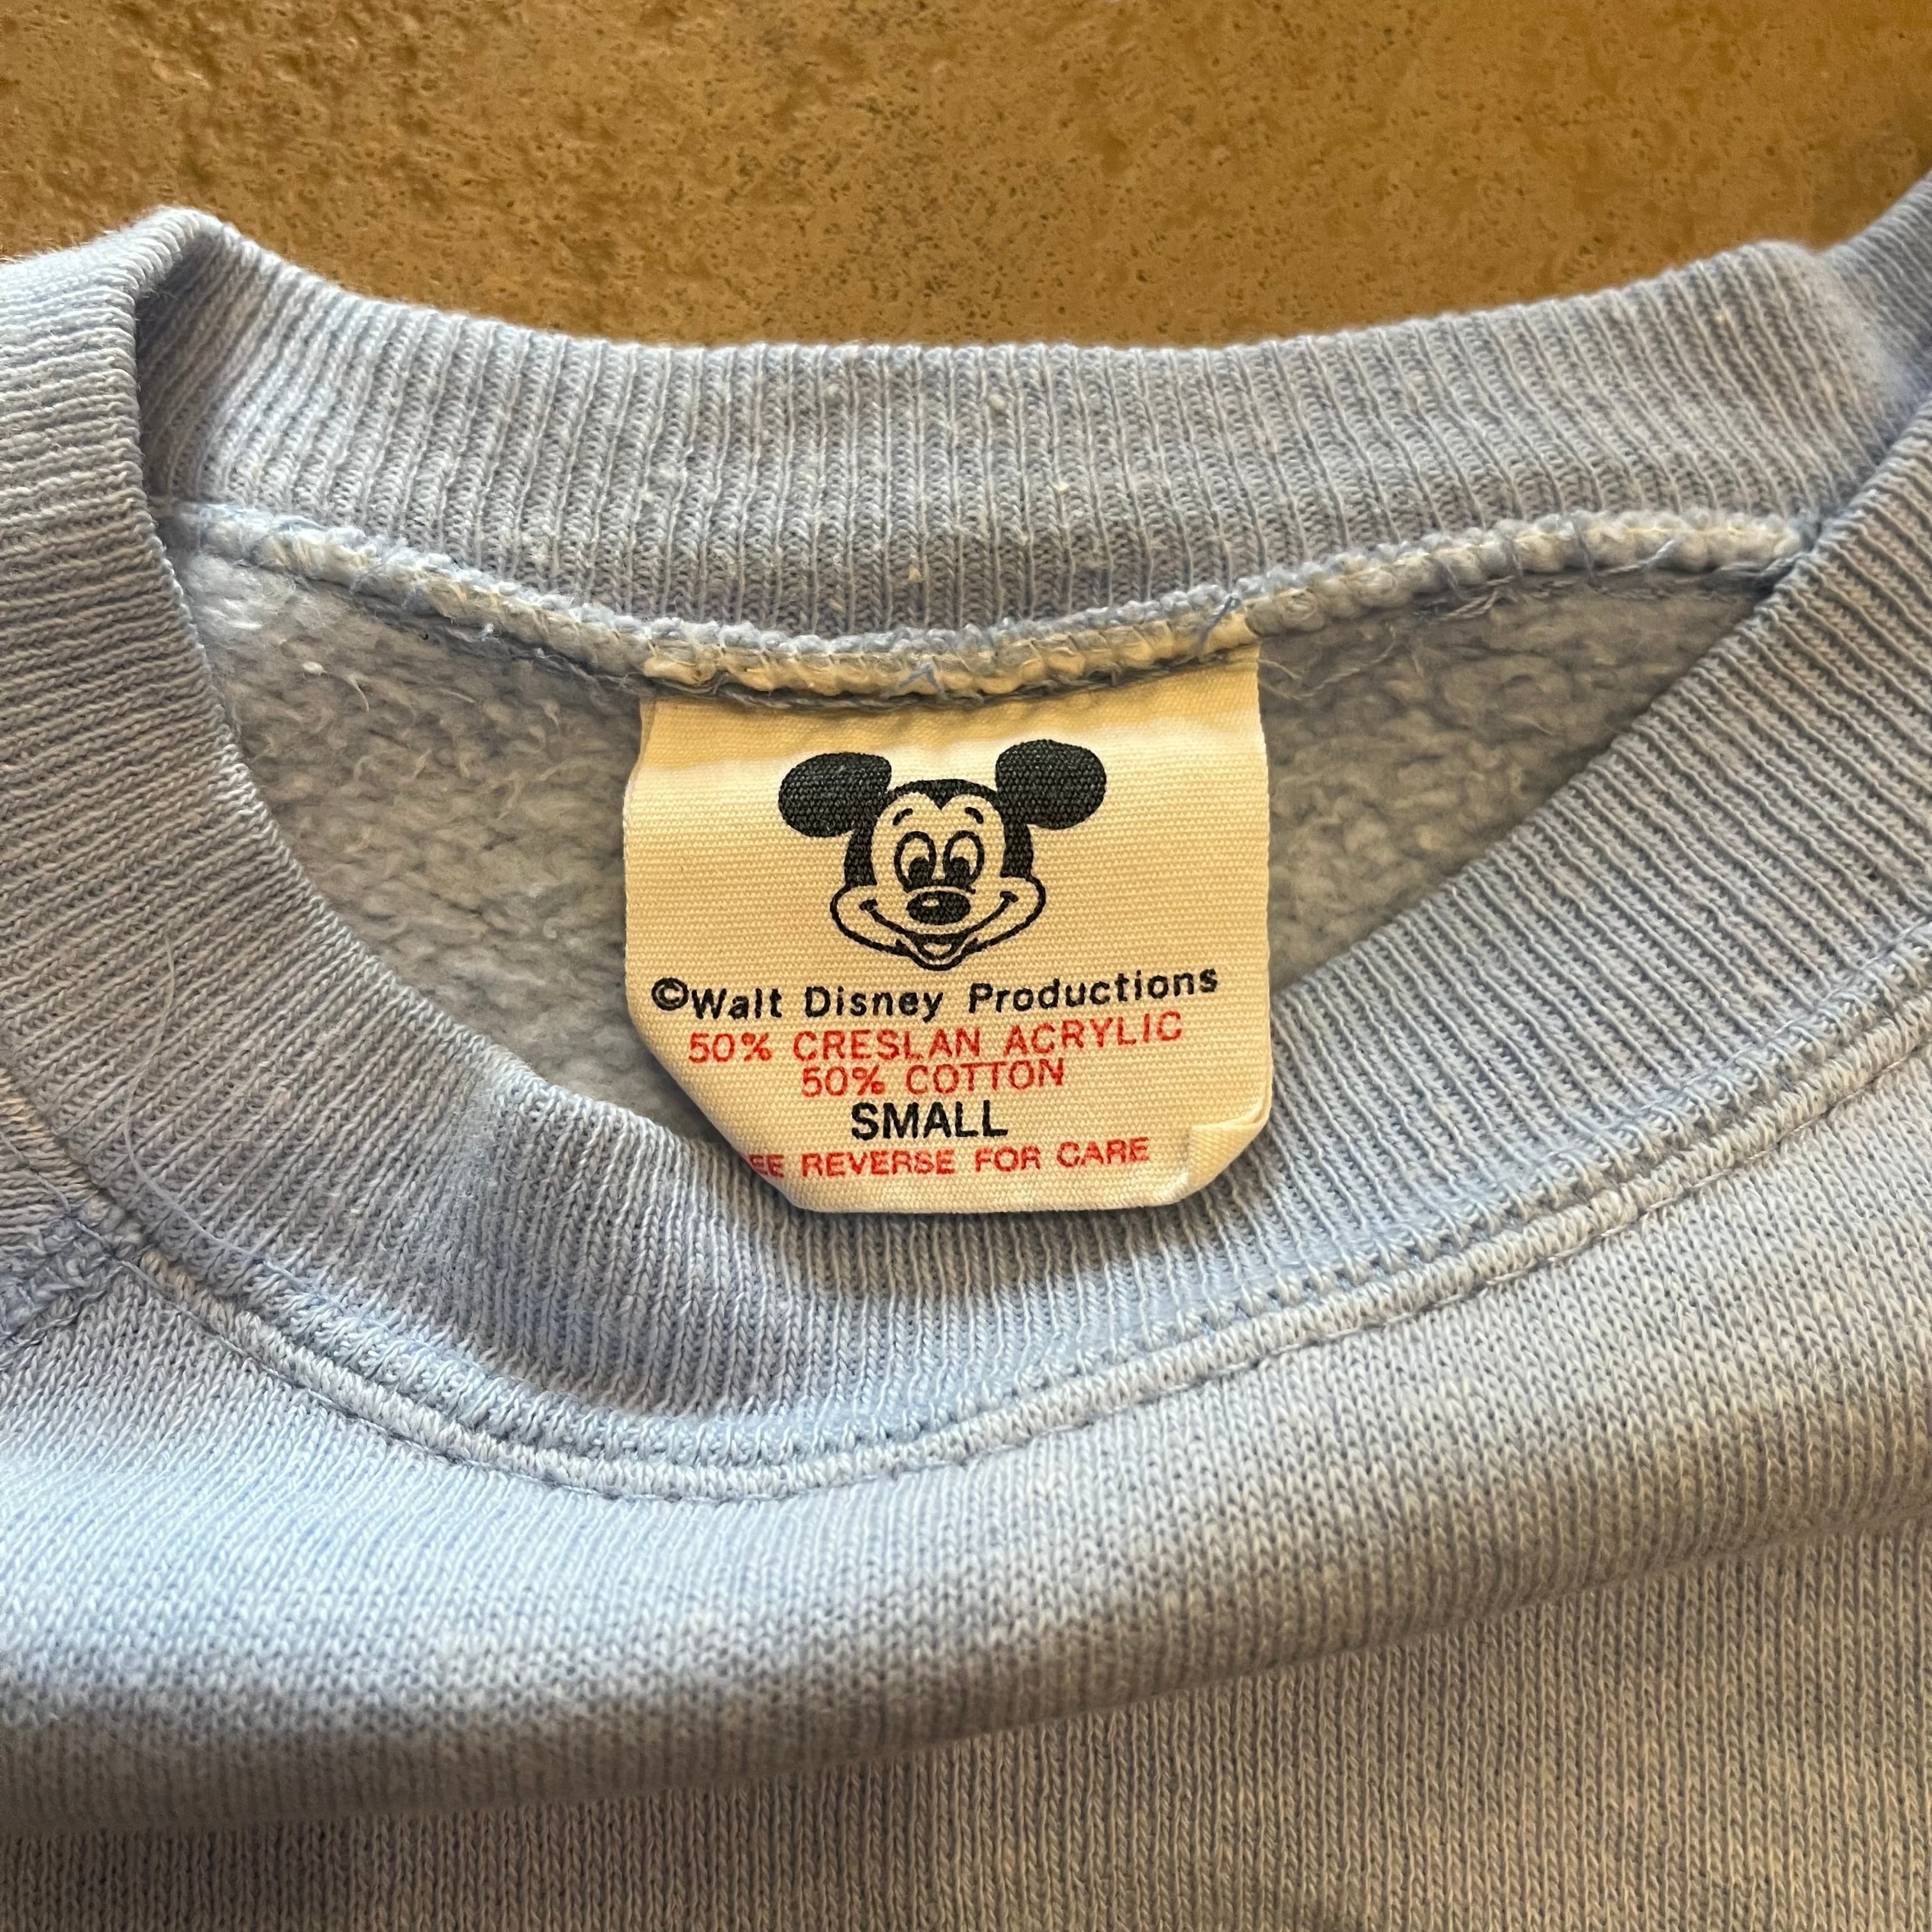 ©Walt Disney Productions
50% CRESLAN ACRYLIC
50% COTTON
SMALL
EE REVERSE FOR CARE